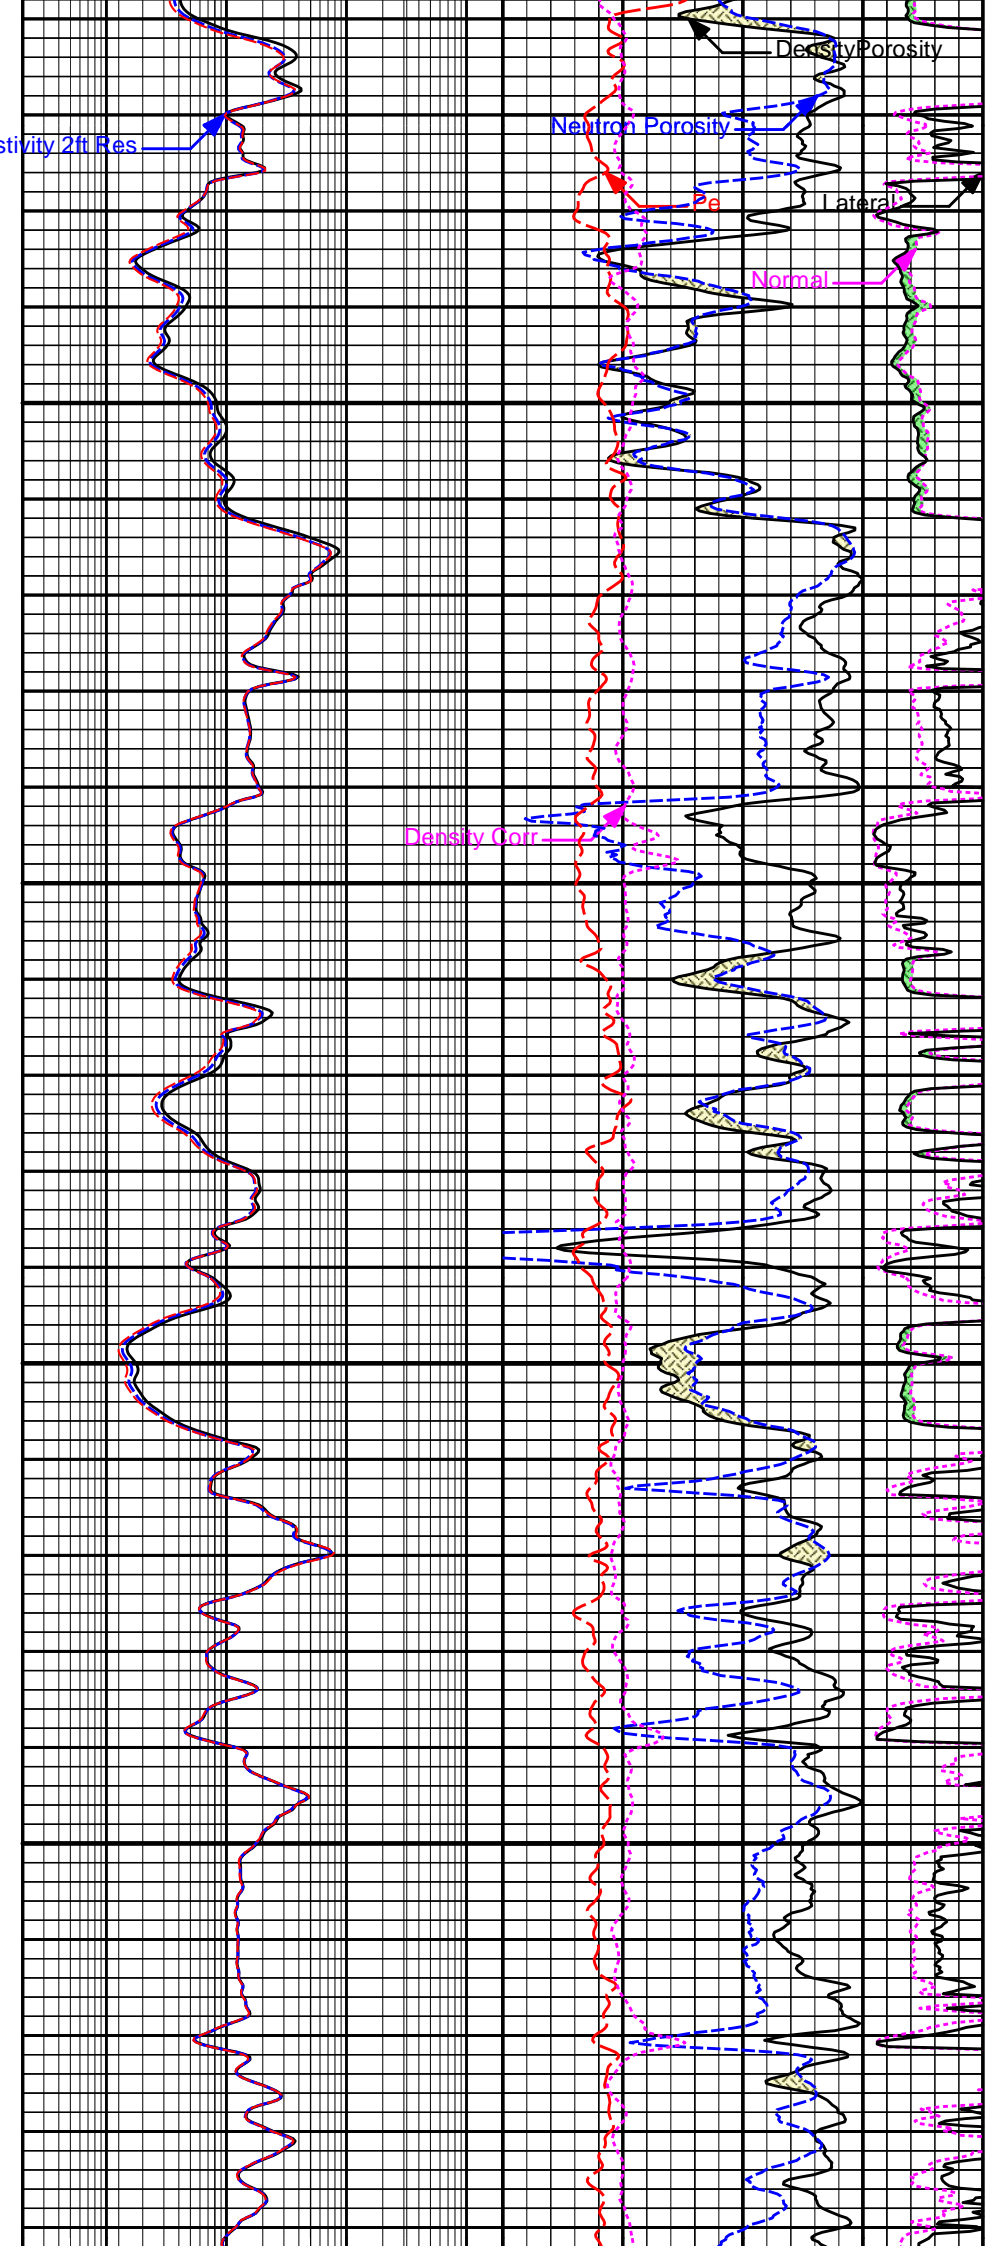 DensityPorosity
Neutron Porosity
stivity 2ft Res
Pe
Lateral
Normal
Density Corr